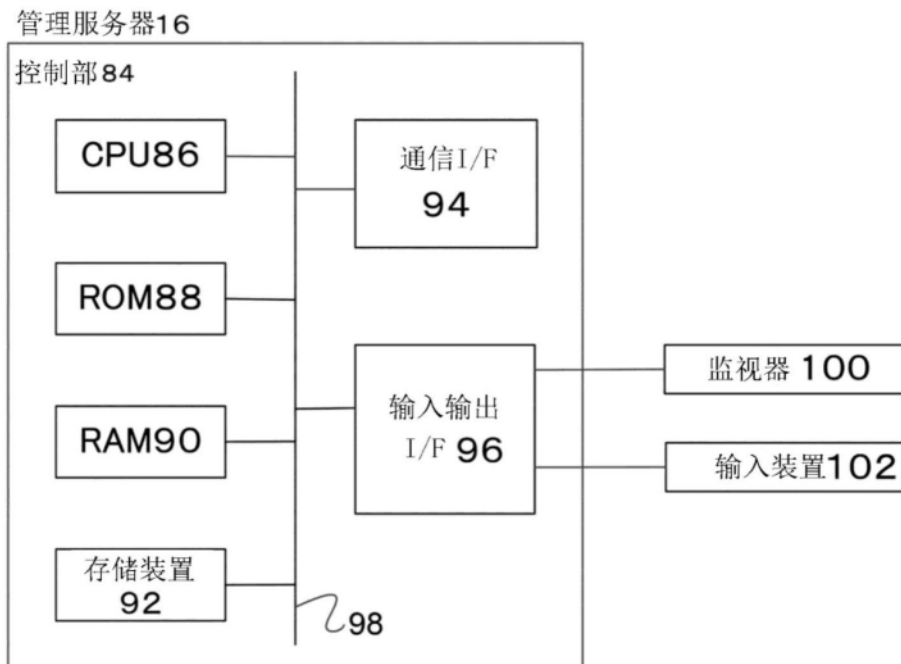 管理服务器16
控制部84
CPU86
通信I/F
94
ROM88
输入输出
I/F 96
监视器 100
RAM90
输入装置102
存储装置
92
98